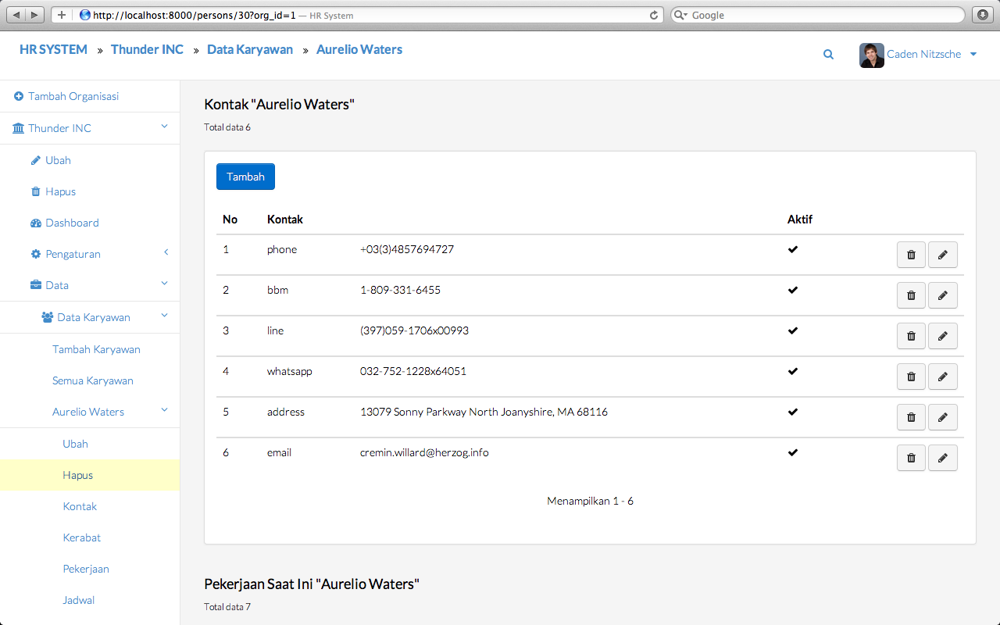 http://localhost:8000/persons/30?org_id=1 — HR System
Google
HR SYSTEM » Thunder INC » Data Karyawan » Aurelio Waters
Caden Nitzsche
Tambah Organisasi
Thunder INC
Ubah
Hapus
Dashboard
Pengaturan
Data
Data Karyawan
Tambah Karyawan
Semua Karyawan
Aurelio Waters
Ubah
Hapus
Kontak
Kerabat
Pekerjaan
Jadwal
Kontak "Aurelio Waters"
Total data 6
Tambah
No Kontak Aktif
1 phone +03(3)4857694727
2 bbm 1-809-331-6455
3 line (397)059-1706x00993
4 whatsapp 032-752-1228x64051
5 address 13079 Sonny Parkway North Joanyshire, MA 68116
6 email cremin.willard@herzog.info
Menampilkan 1 - 6
Pekerjaan Saat Ini "Aurelio Waters"
Total data 7